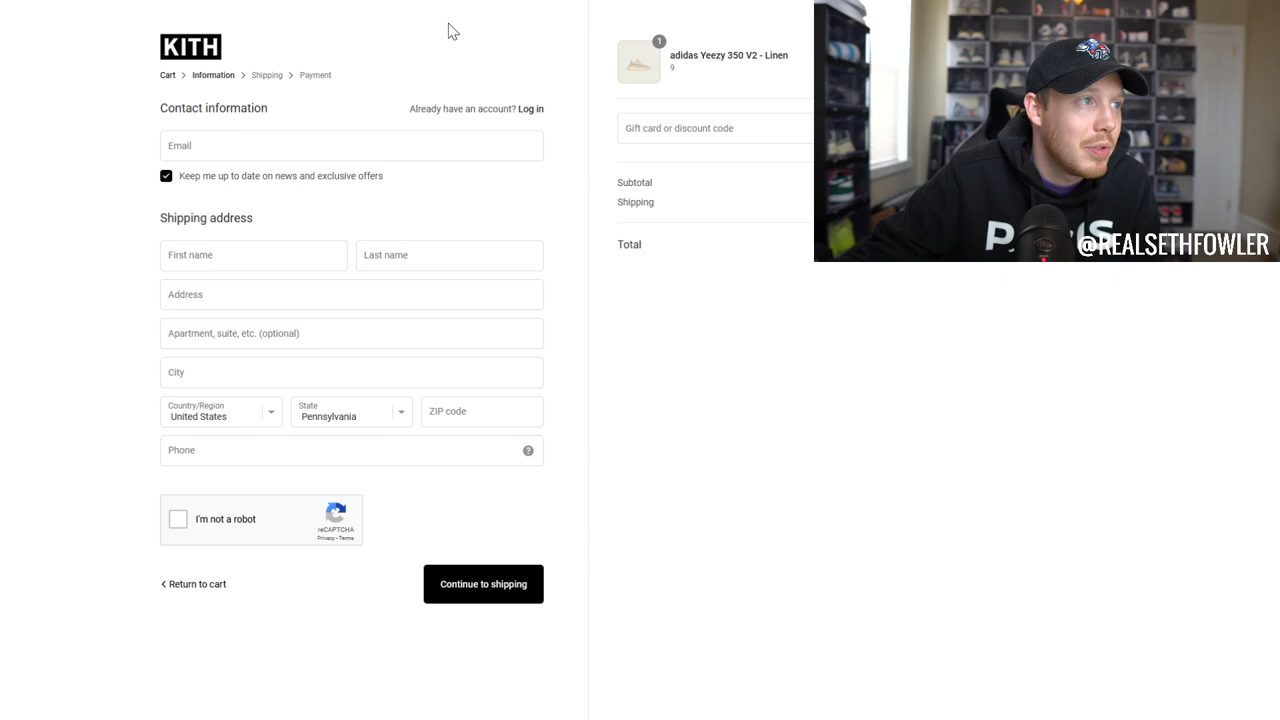 KITH
Cart > Information > Shipping > Payment
Contact information
Already have an account? Log in
Email
Keep me up to date on news and exclusive offers
Shipping address
First name
Last name
Address
Apartment, suite, etc. (optional)
City
Country/Region
United States
State
Pennsylvania
ZIP code
Phone
?
I'm not a robot
reCAPTCHA
Privacy - Terms
< Return to cart
Continue to shipping
1
adidas Yeezy 350 V2 - Linen
9
Gift card or discount code
Subtotal
Shipping
Total
@REALSETHFOWLER